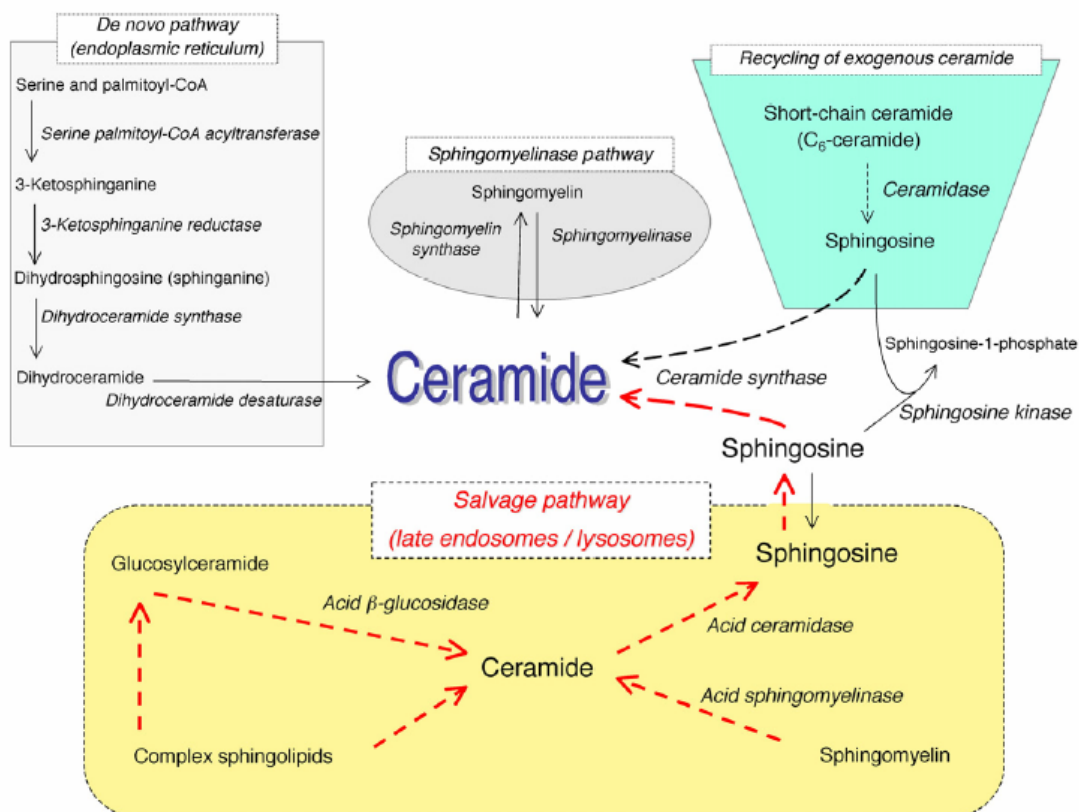 De novo pathway
(endoplasmic reticulum)
Serine and palmitoyl-CoA
Serine palmitoyl-CoA acyltransferase
3-Ketosphinganine
3-Ketosphinganine reductase
Dihydrosphingosine (sphinganine)
Dihydroceramide synthase
Dihydroceramide
Dihydroceramide desaturase
Sphingomyelinase pathway
Sphingomyelin
Sphingomyelin
synthase
Sphingomyelinase
Recycling of exogenous ceramide
Short-chain ceramide
(C₆-ceramide)
Ceramidase
Sphingosine
Sphingosine-1-phosphate
Ceramide
Ceramide synthase
Sphingosine kinase
Sphingosine
Salvage pathway
(late endosomes / lysosomes)
Glucosylceramide
Sphingosine
Acid β-glucosidase
Acid ceramidase
Ceramide
Acid sphingomyelinase
Complex sphingolipids
Sphingomyelin